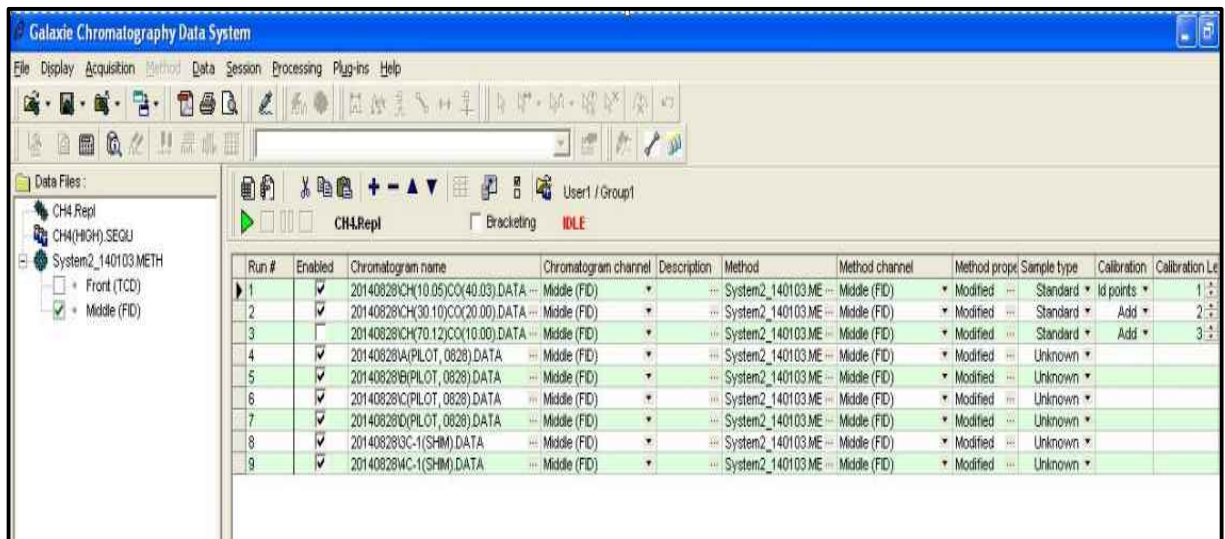 Galaxie Chromatography Data System
File Display Acquisition Method Data Session Processing Plug-ins Help
User1 / Group1
CH4.Repl Bracketing IDLE
Data Files :
CH4.Repl
CH4(HIGH).SEQU
System2_140103.METH
Front (TCD)
Middle (FID)
Run # Enabled Chromatogram name Chromatogram channel Description Method Method channel Method prope Sample type Calibration Calibration Le
1 20140828\CH(10.05)CO(40.03).DATA ... Middle (FID) ... System2_140103.ME ... Middle (FID) Modified ... Standard ld points 1
2 20140828\CH(30.10)CO(20.00).DATA ... Middle (FID) ... System2_140103.ME ... Middle (FID) Modified ... Standard Add 2
3 20140828\CH(70.12)CO(10.00).DATA ... Middle (FID) ... System2_140103.ME ... Middle (FID) Modified ... Standard Add 3
4 20140828\A(PILOT, 0828).DATA ... Middle (FID) ... System2_140103.ME ... Middle (FID) Modified ... Unknown
5 20140828\B(PILOT, 0828).DATA ... Middle (FID) ... System2_140103.ME ... Middle (FID) Modified ... Unknown
6 20140828\C(PILOT, 0828).DATA ... Middle (FID) ... System2_140103.ME ... Middle (FID) Modified ... Unknown
7 20140828\D(PILOT, 0828).DATA ... Middle (FID) ... System2_140103.ME ... Middle (FID) Modified ... Unknown
8 20140828\3C-1(SHIM).DATA ... Middle (FID) ... System2_140103.ME ... Middle (FID) Modified ... Unknown
9 20140828\4C-1(SHIM).DATA ... Middle (FID) ... System2_140103.ME ... Middle (FID) Modified ... Unknown